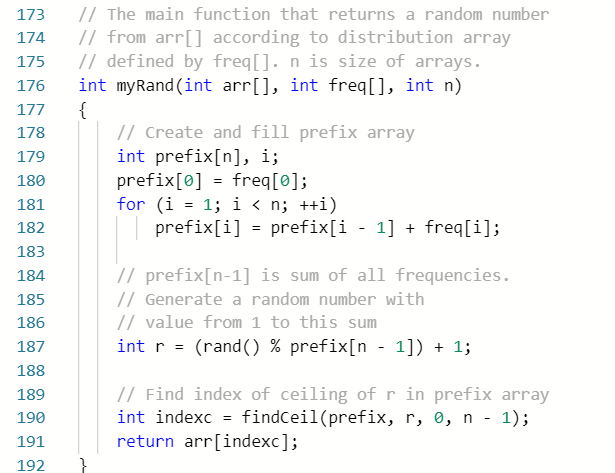 173 // The main function that returns a random number
174 // from arr[] according to distribution array
175 // defined by freq[]. n is size of arrays.
176 int myRand(int arr[], int freq[], int n)
177 {
178 // Create and fill prefix array
179 int prefix[n], i;
180 prefix[0] = freq[0];
181 for (i = 1; i < n; ++i)
182 prefix[i] = prefix[i - 1] + freq[i];
183
184 // prefix[n-1] is sum of all frequencies.
185 // Generate a random number with
186 // value from 1 to this sum
187 int r = (rand() % prefix[n - 1]) + 1;
188
189 // Find index of ceiling of r in prefix array
190 int indexc = findCeil(prefix, r, 0, n - 1);
191 return arr[indexc];
192 }